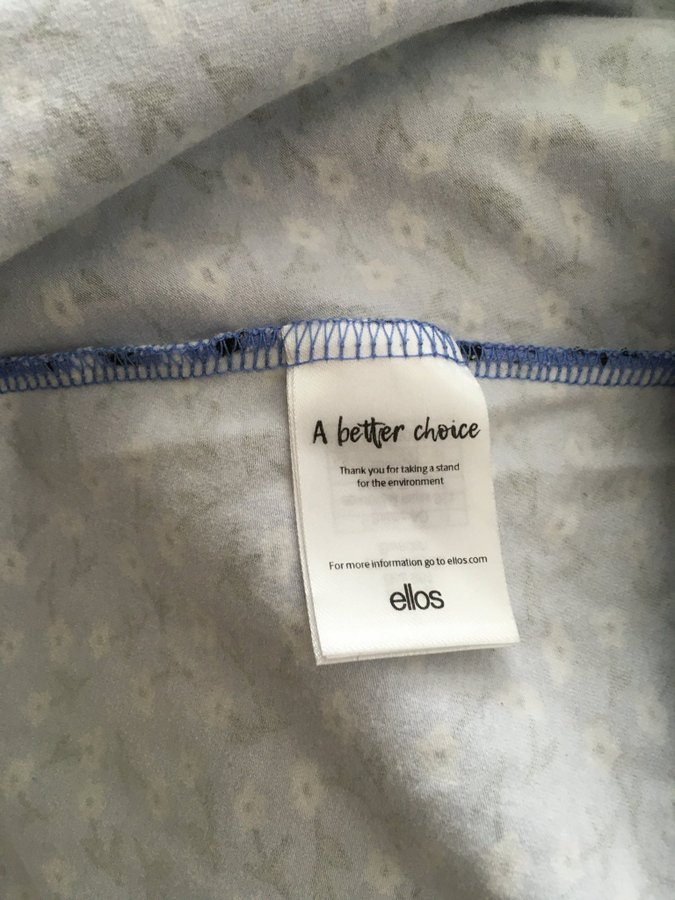 A better choice
Thank you for taking a stand
for the environment
For more information go to ellos.com
ellos